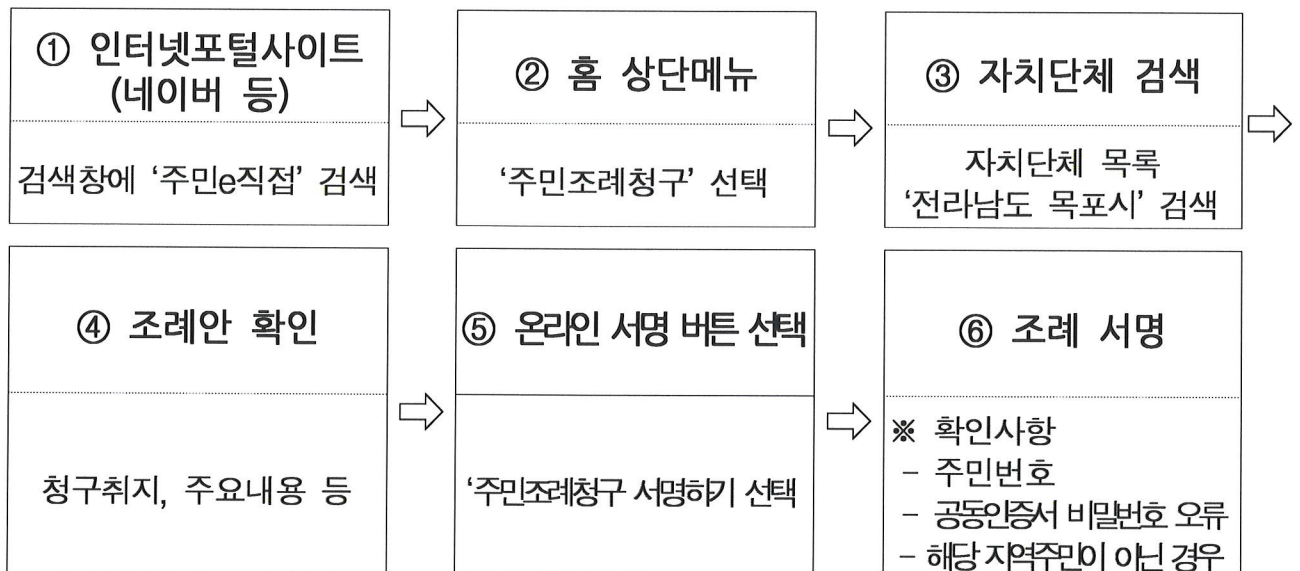 ① 인터넷포털사이트
(네이버 등)
검색창에 ‘주민e직접’ 검색
② 홈 상단메뉴
‘주민조례청구’ 선택
③ 자치단체 검색
자치단체 목록
‘전라남도 목포시’ 검색
④ 조례안 확인
청구취지, 주요내용 등
⑤ 온라인 서명 버튼 선택
‘주민조례청구 서명하기 선택
⑥ 조례 서명
※ 확인사항
- 주민번호
- 공동인증서 비밀번호 오류
- 해당 지역주민이 아닌 경우